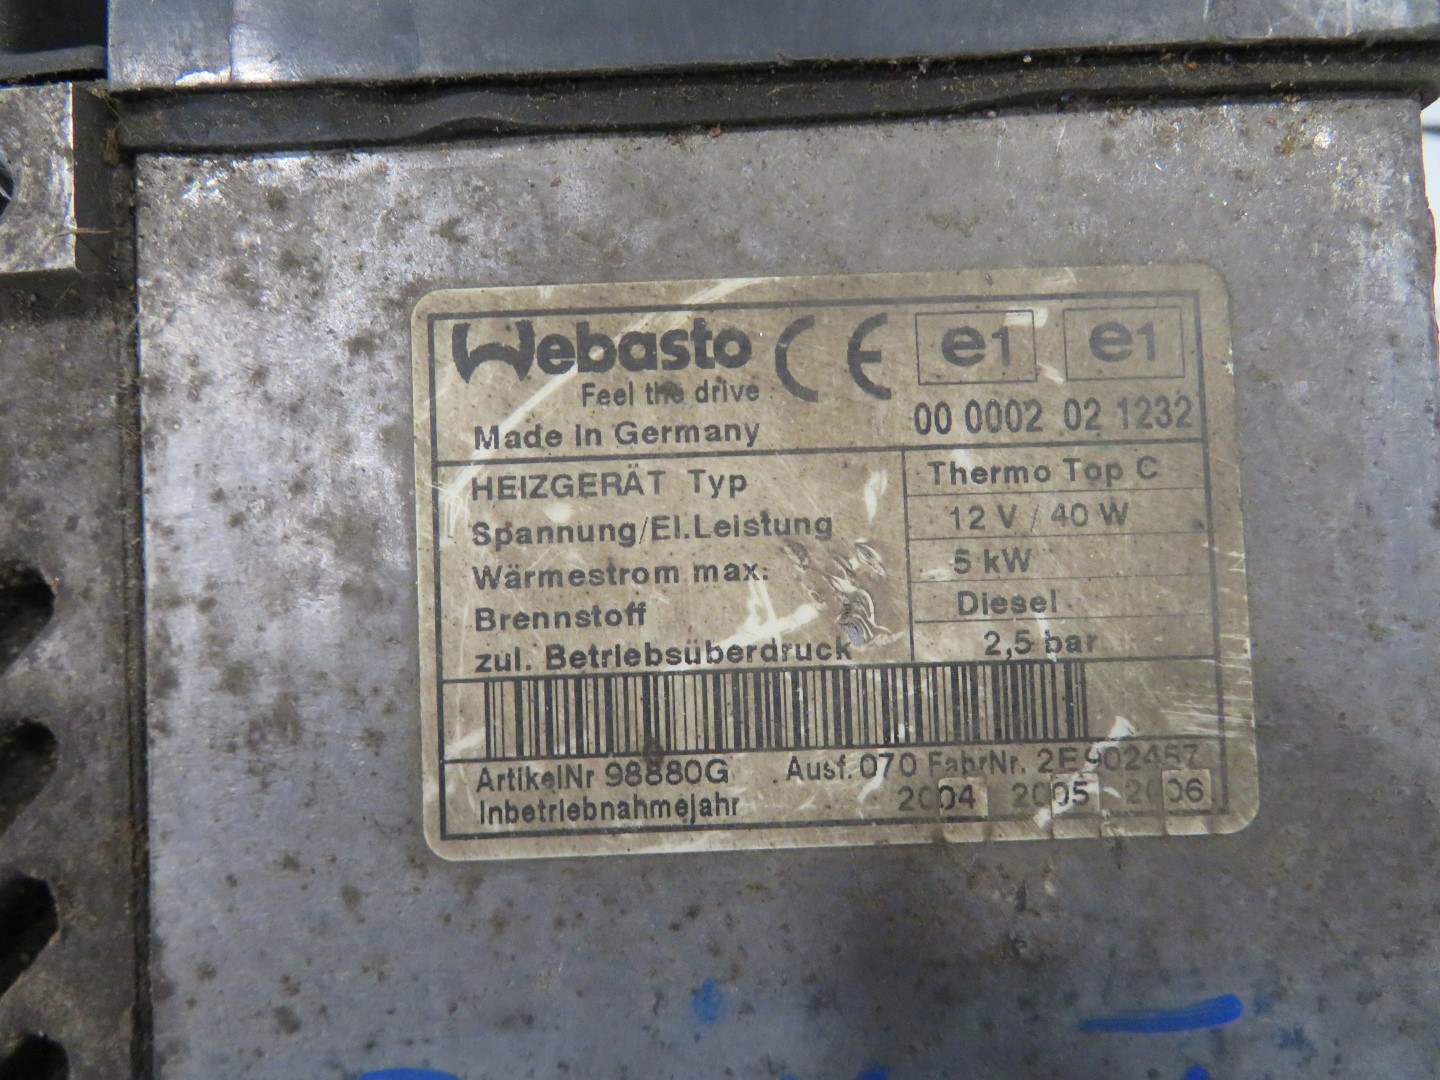 Webasto CE e1 e1
Feel the drive
Made in Germany 00 0002 02 1232
HEIZGERÄT Typ Thermo Top C
Spannung/El.Leistung 12 V / 40 W
Wärmestrom max. 5 kW
Brennstoff Diesel
zul. Betriebsüberdruck 2,5 bar
ArtikelNr 98880G Ausf. 070 FabrNr. 2E902457
Inbetriebnahmejahr 2004 2005 2006